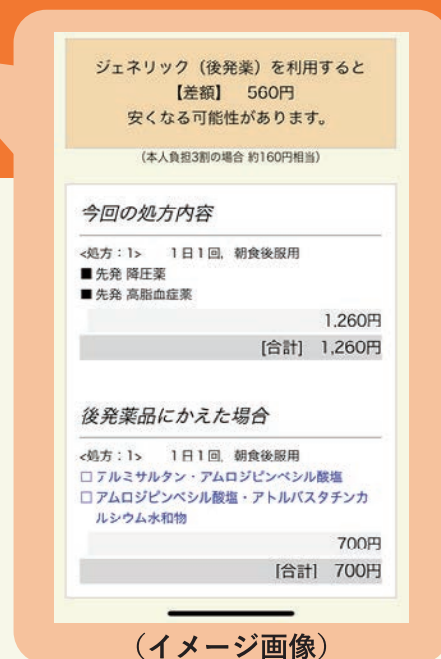 ジェネリック（後発薬）を利用すると
【差額】　560円
安くなる可能性があります。
（本人負担3割の場合 約160円相当）
今回の処方内容
<処方：1>　1日1回，朝食後服用
■ 先発 降圧薬
■ 先発 高脂血症薬
1,260円
[合計]　1,260円
後発薬品にかえた場合
<処方：1>　1日1回，朝食後服用
□ テルミサルタン・アムロジピンベシル酸塩
□ アムロジピンベシル酸塩・アトルバスタチンカ
ルシウム水和物
700円
[合計]　700円
（イメージ画像）